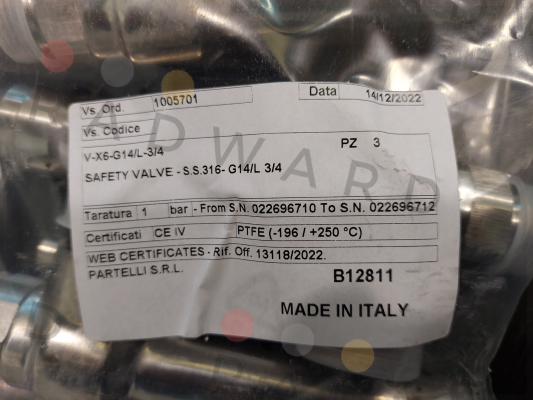 Vs. Ord. 1005701 Data 14/12/2022
Vs. Codice
V-X6-G14/L-3/4 PZ 3
SAFETY VALVE - S.S.316- G14/L 3/4
Taratura 1 bar - From S.N. 022696710 To S.N. 022696712
Certificati CE IV PTFE (-196 / +250 °C)
WEB CERTIFICATES - Rif. Off. 13118/2022.
PARTELLI S.R.L.
B12811
MADE IN ITALY
ADWARD